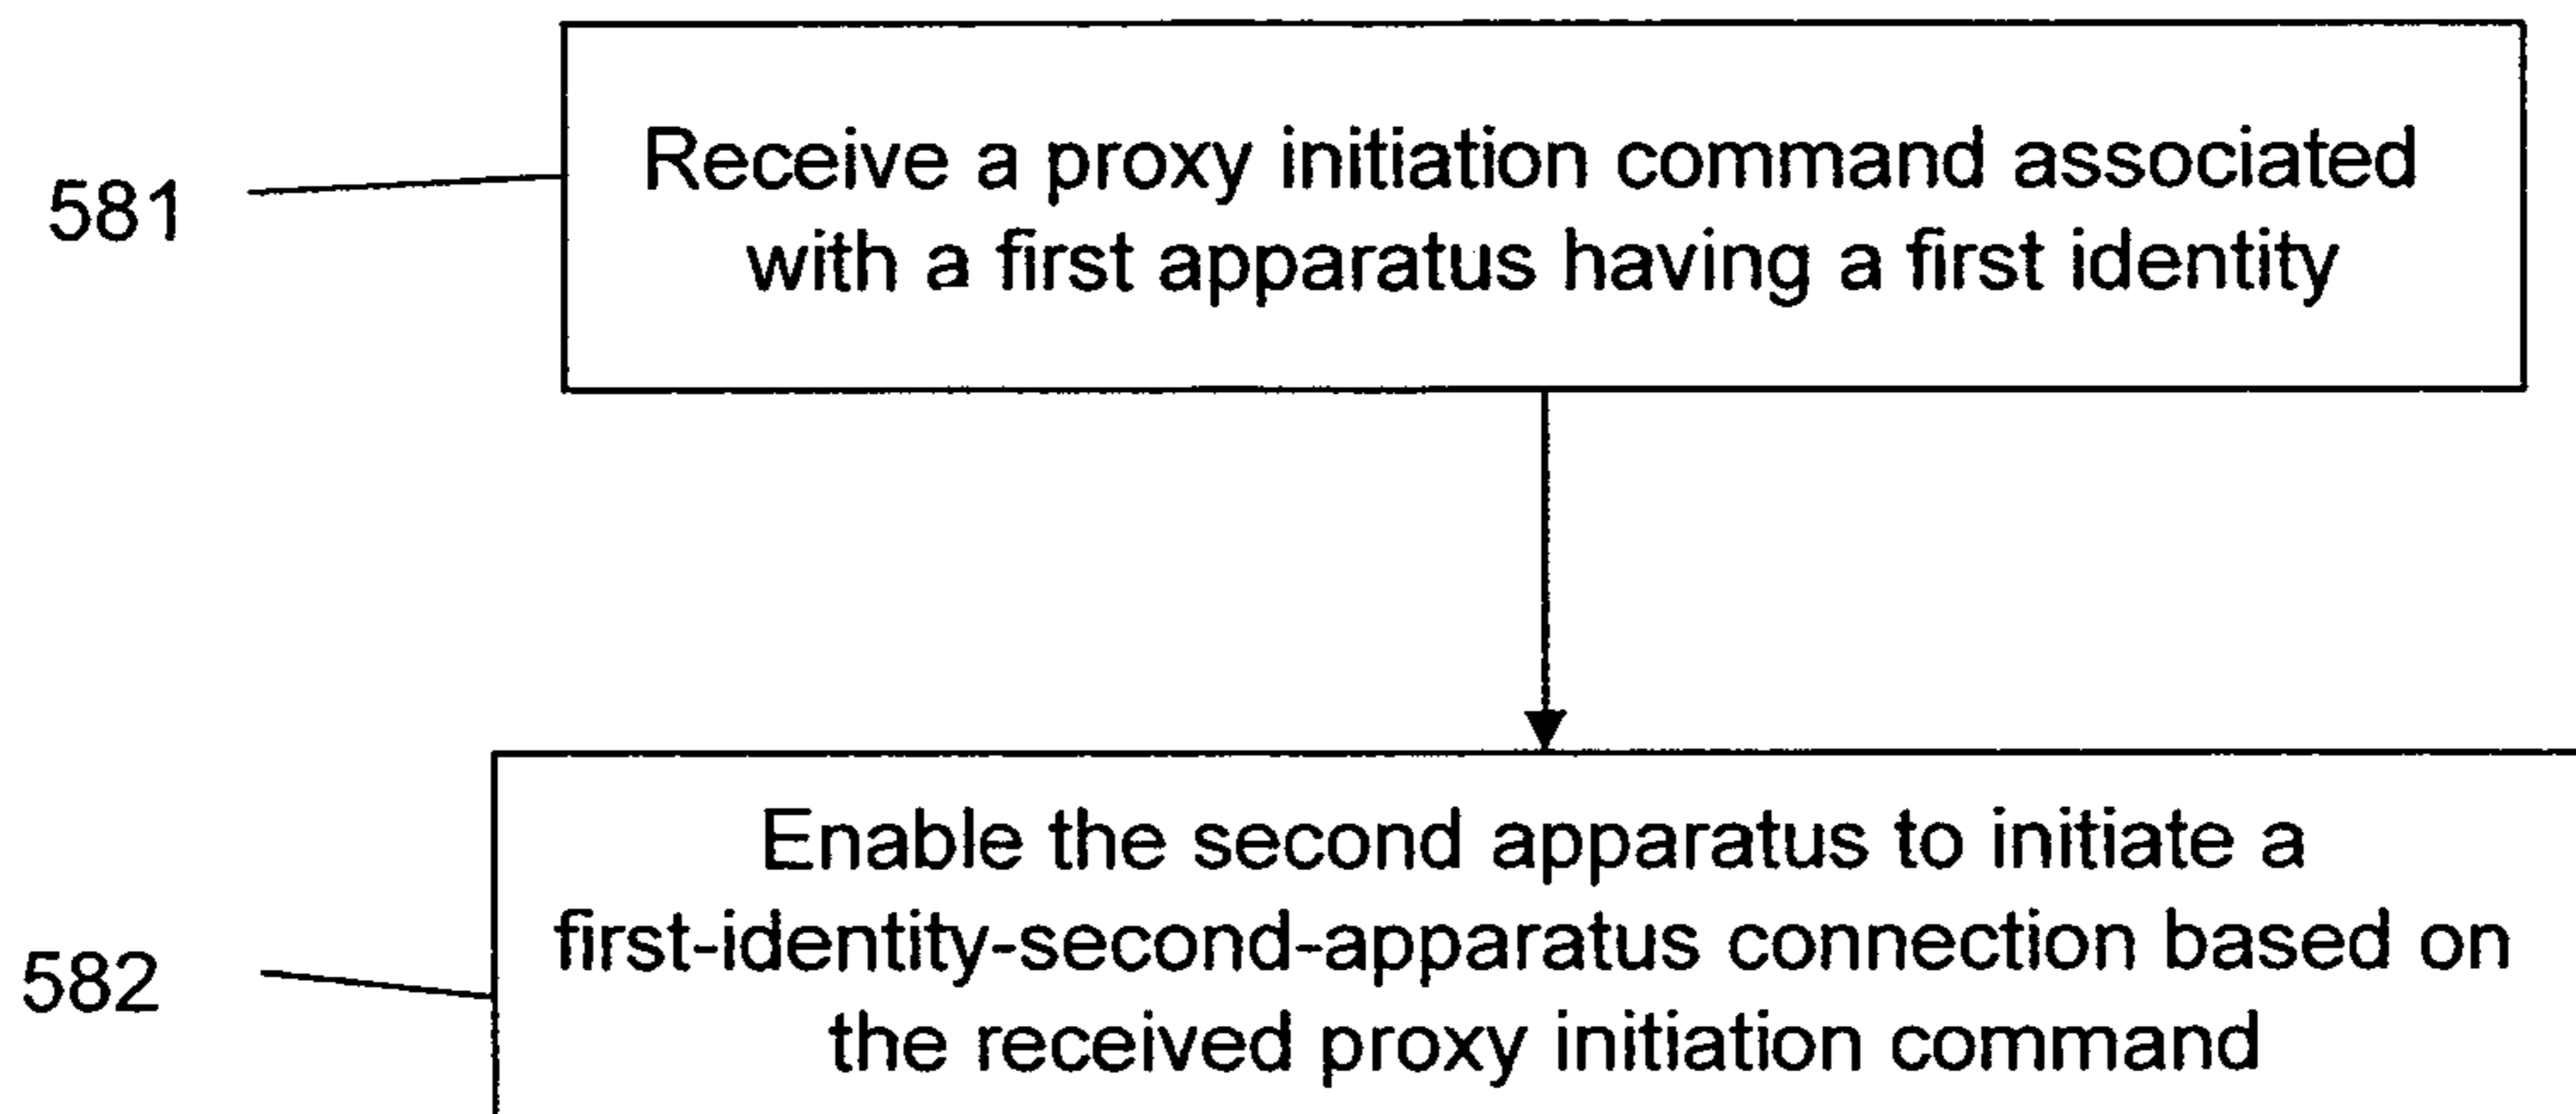 581
Receive a proxy initiation command associated
with a first apparatus having a first identity
Enable the second apparatus to initiate a
582
first-identity-second-apparatus connection based on
the received proxy initiation command